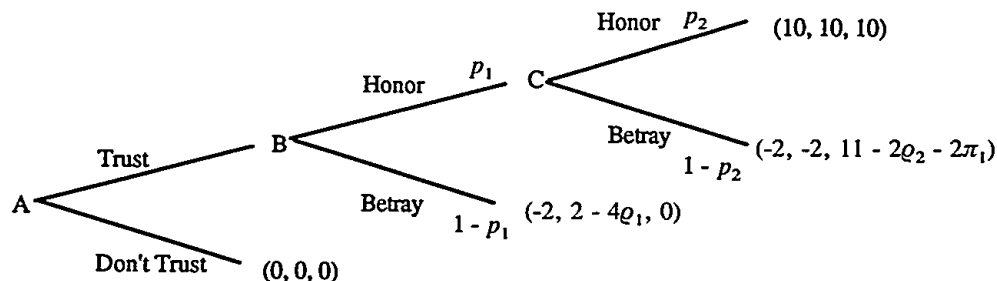 Honor p₂ (10, 10, 10)
Honor p₁ C
Betray (-2, -2, 11 - 2ϱ₂ - 2π₁)
1 - p₂
Trust B
A Betray (-2, 2 - 4ϱ₁, 0)
1 - p₁
Don't Trust (0, 0, 0)